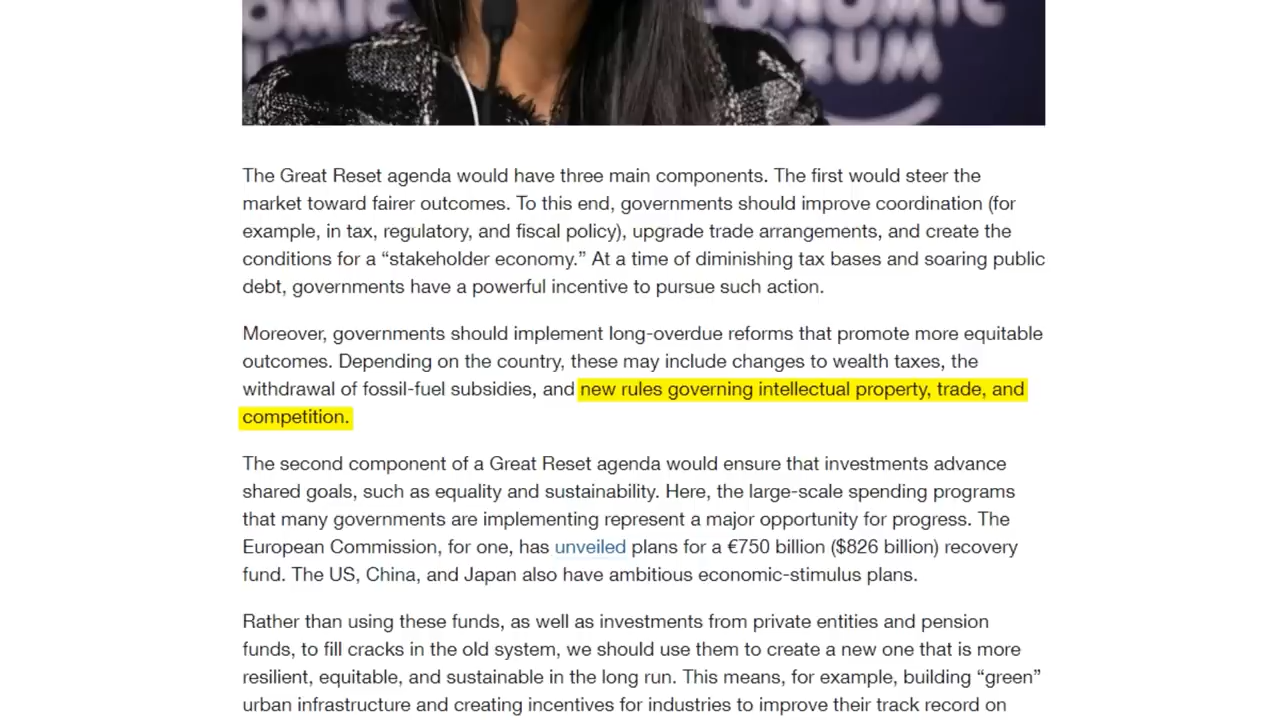 OMIC
ONOMIC
UM
ORUM
The Great Reset agenda would have three main components. The first would steer the
market toward fairer outcomes. To this end, governments should improve coordination (for
example, in tax, regulatory, and fiscal policy), upgrade trade arrangements, and create the
conditions for a “stakeholder economy.” At a time of diminishing tax bases and soaring public
debt, governments have a powerful incentive to pursue such action.
Moreover, governments should implement long-overdue reforms that promote more equitable
outcomes. Depending on the country, these may include changes to wealth taxes, the
withdrawal of fossil-fuel subsidies, and new rules governing intellectual property, trade, and
competition.
The second component of a Great Reset agenda would ensure that investments advance
shared goals, such as equality and sustainability. Here, the large-scale spending programs
that many governments are implementing represent a major opportunity for progress. The
European Commission, for one, has unveiled plans for a €750 billion ($826 billion) recovery
fund. The US, China, and Japan also have ambitious economic-stimulus plans.
Rather than using these funds, as well as investments from private entities and pension
funds, to fill cracks in the old system, we should use them to create a new one that is more
resilient, equitable, and sustainable in the long run. This means, for example, building “green”
urban infrastructure and creating incentives for industries to improve their track record on